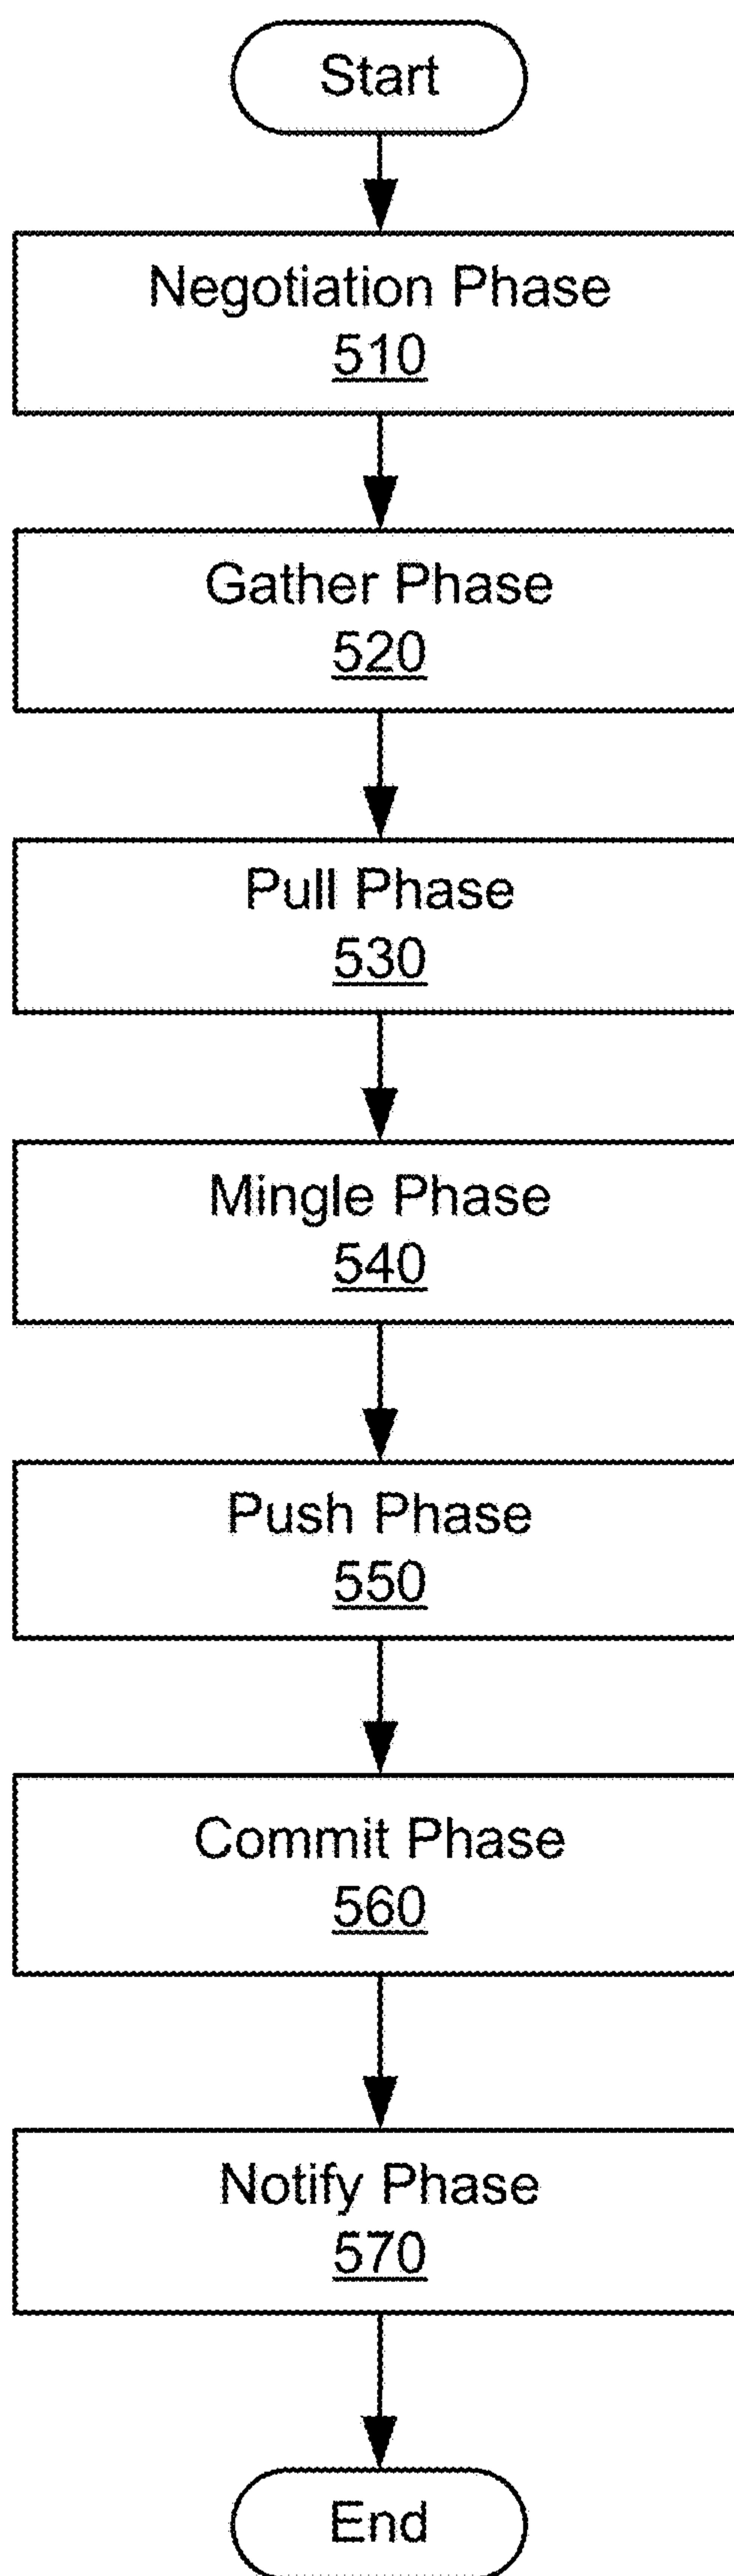 Start
Negotiation Phase
510
Gather Phase
520
Pull Phase
530
Mingle Phase
540
Push Phase
550
Commit Phase
560
Notify Phase
570
End